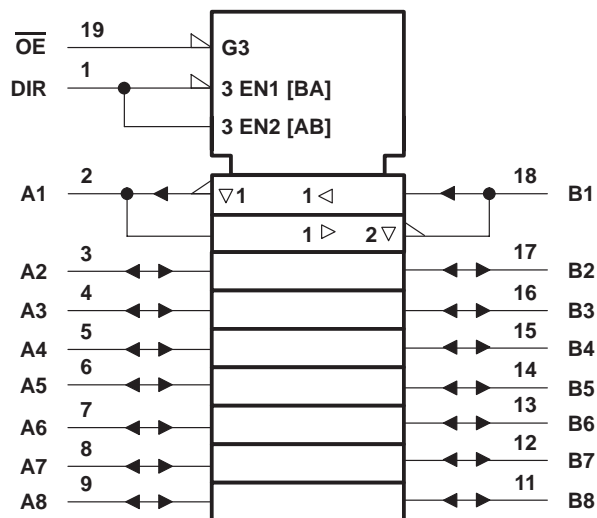 O̅E̅ 19 G3
DIR 1 3 EN1 [BA]
3 EN2 [AB]
A1 2 ▽1 1 ◁ 18 B1
1 ▷ 2 ▽
A2 3 17 B2
A3 4 16 B3
A4 5 15 B4
A5 6 14 B5
A6 7 13 B6
A7 8 12 B7
A8 9 11 B8